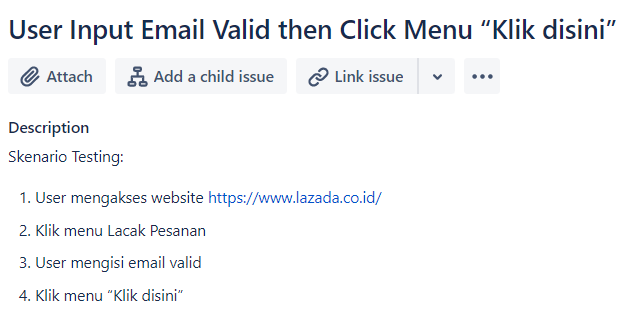 User Input Email Valid then Click Menu “Klik disini”
Attach Add a child issue Link issue
Description
Skenario Testing:
1. User mengakses website https://www.lazada.co.id/
2. Klik menu Lacak Pesanan
3. User mengisi email valid
4. Klik menu “Klik disini”